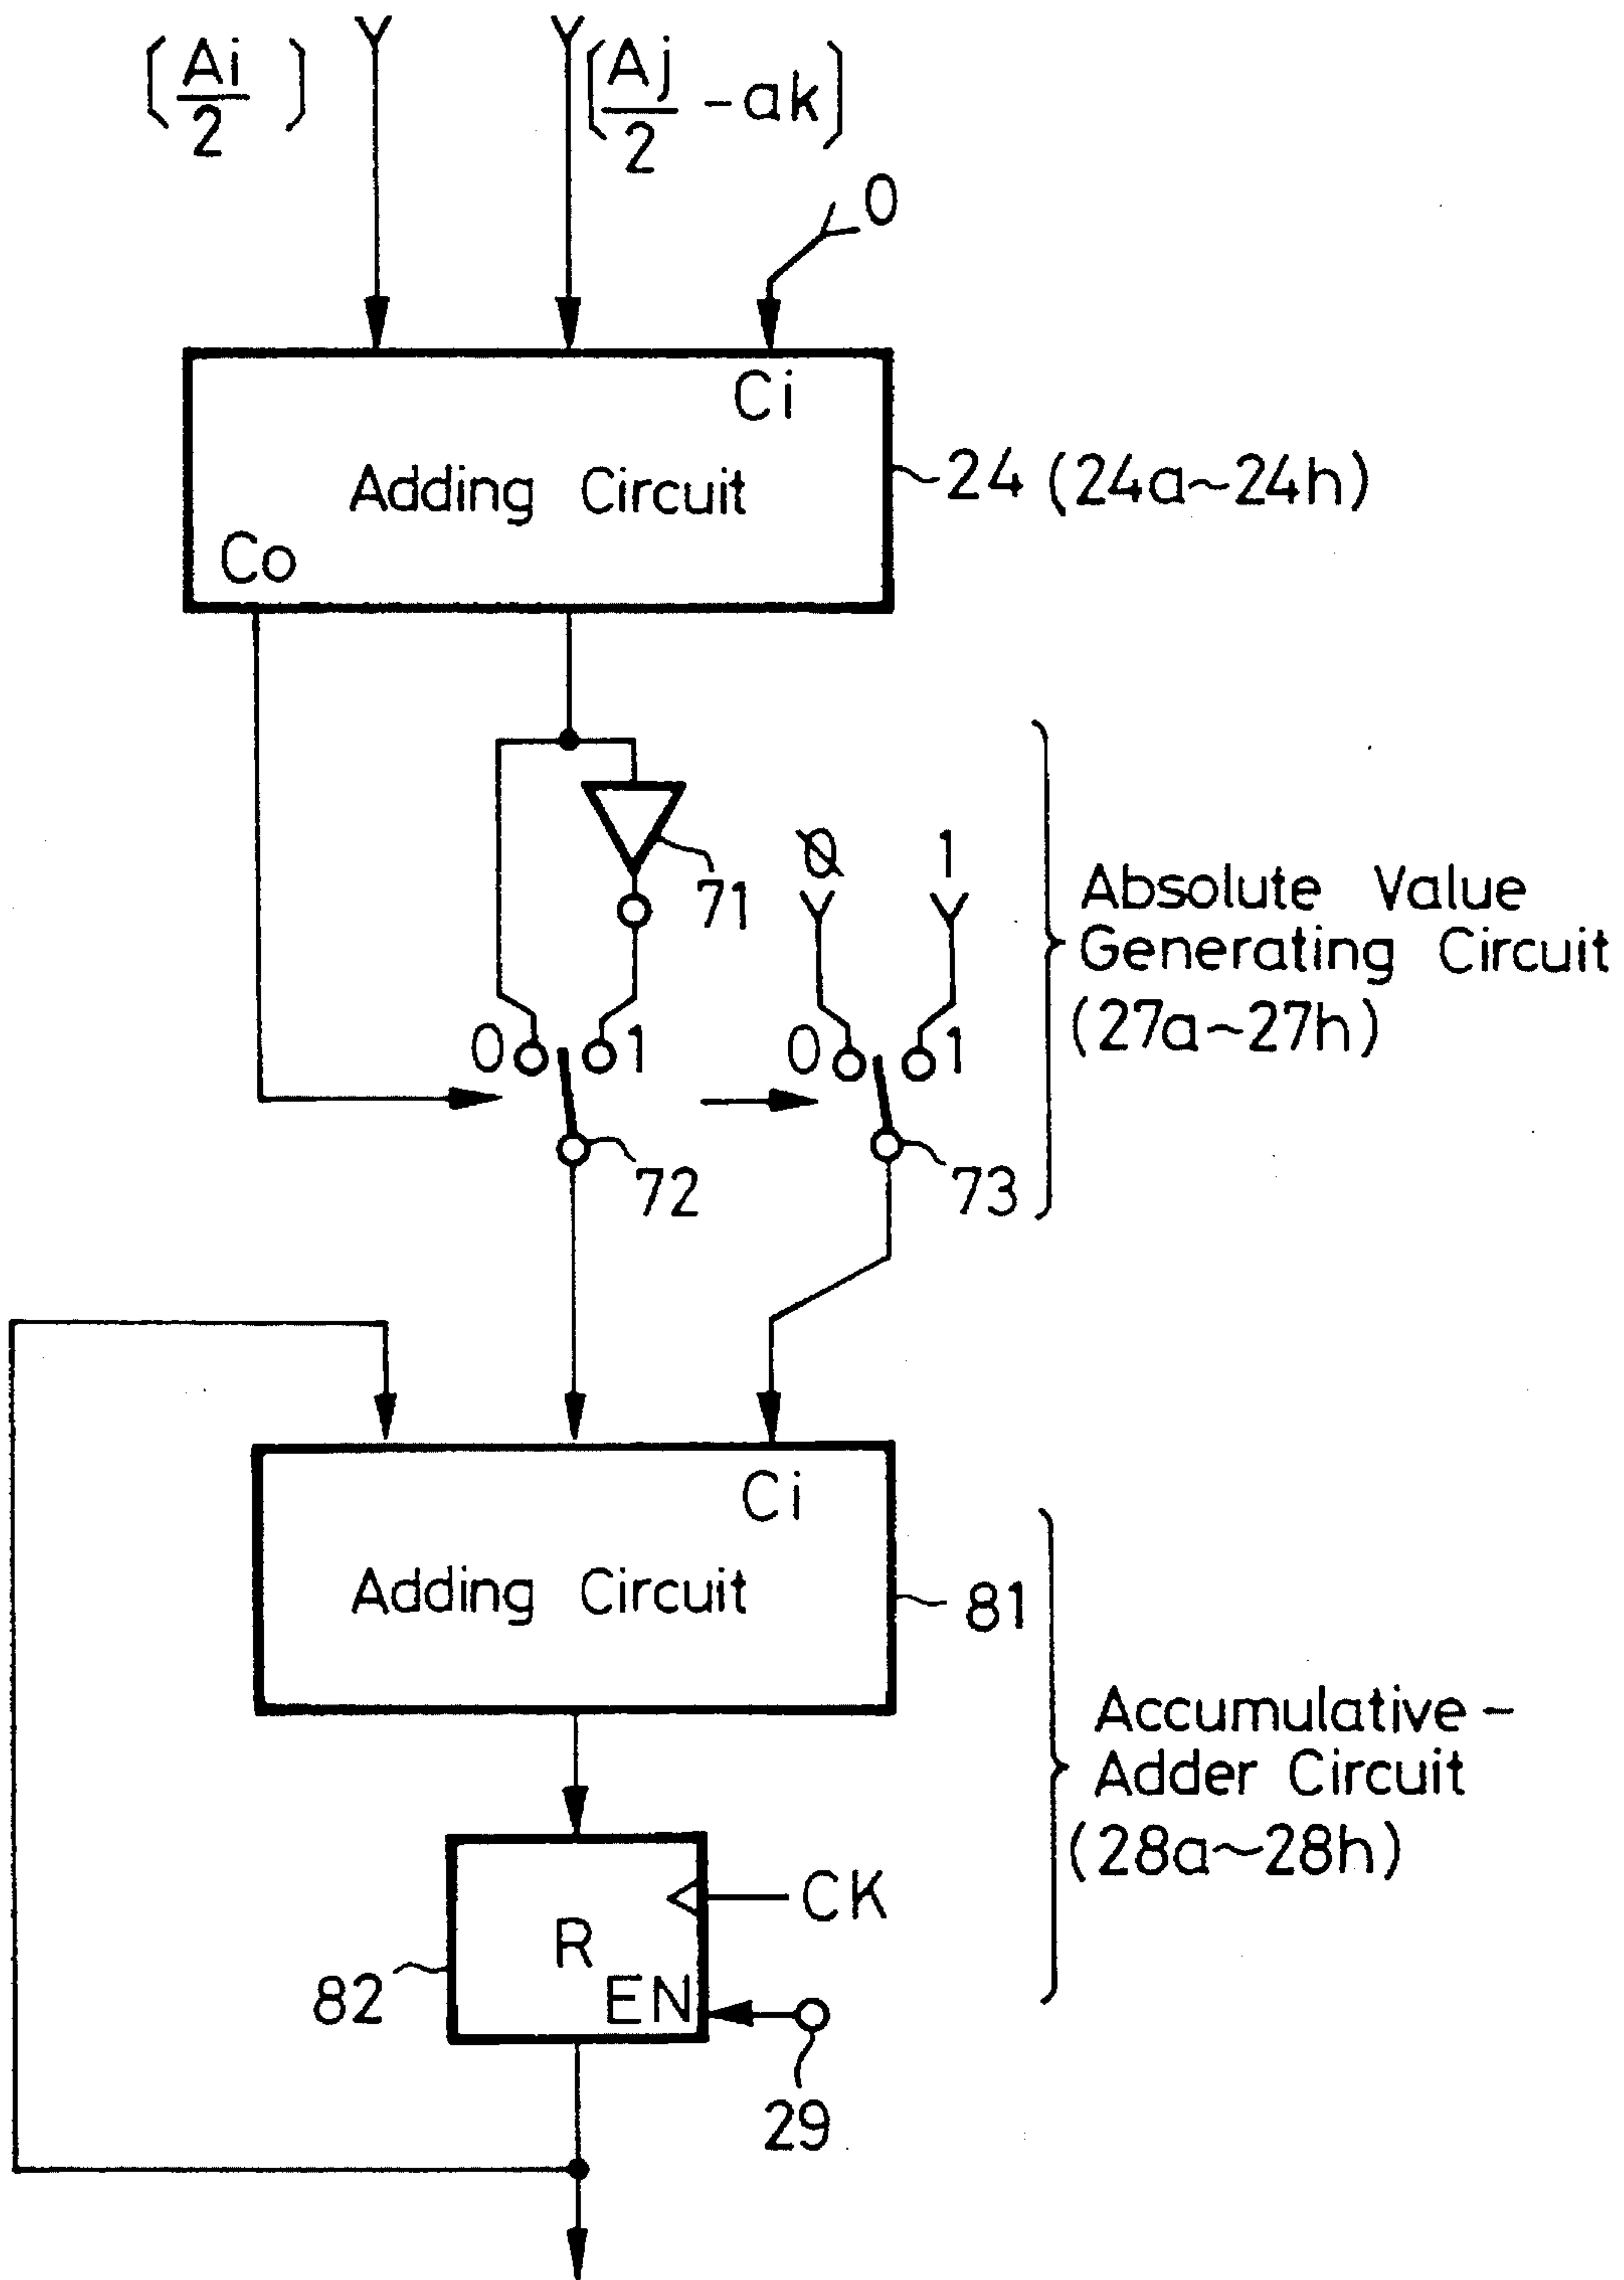 (Ai/2)
(Aj/2 - ak)
0
Ci
Adding Circuit
Co
24 (24a~24h)
71
0 1
Absolute Value
Generating Circuit
(27a~27h)
0 1
0 1
72
73
Ci
Adding Circuit
81
Accumulative-
Adder Circuit
(28a~28h)
CK
R
EN
82
29